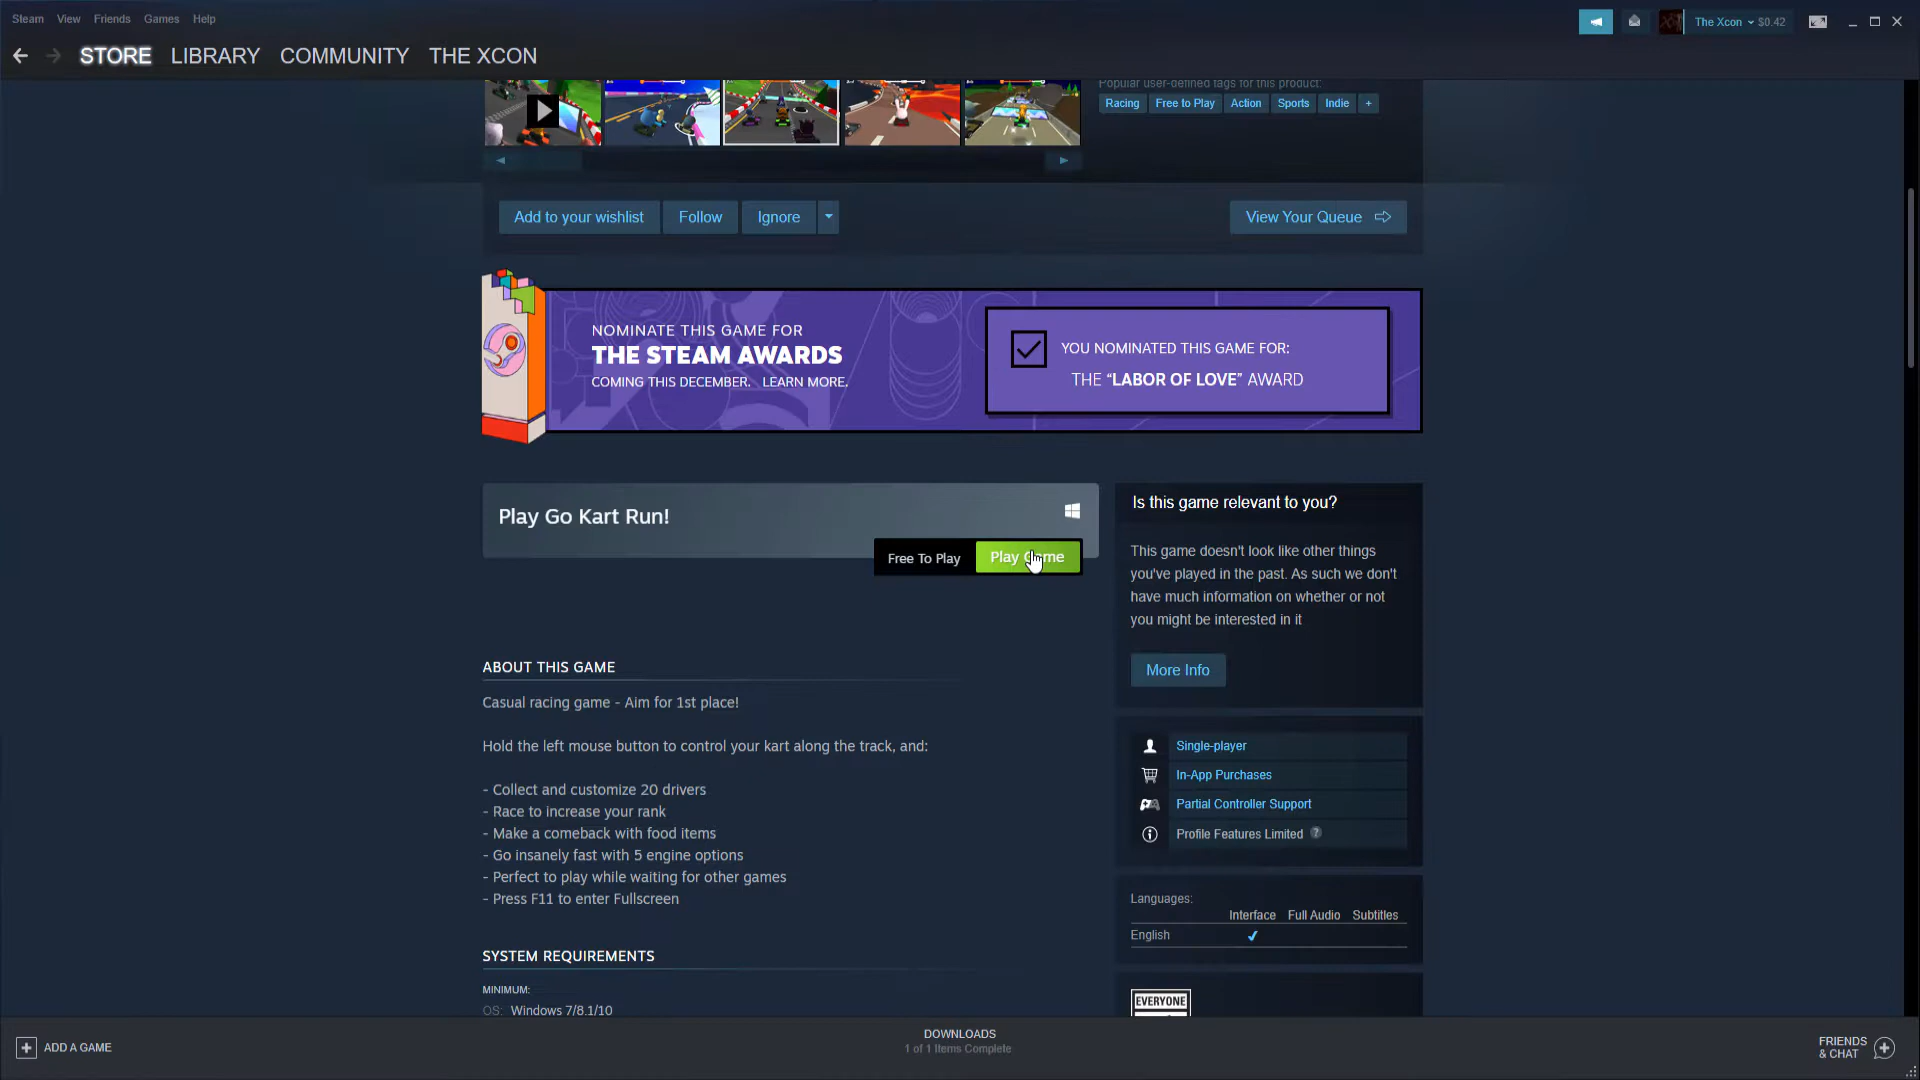 Steam View Friends Games Help
The Xcon $0.42
STORE LIBRARY COMMUNITY THE XCON
Popular user-defined tags for this product:
Racing Free to Play Action Sports Indie +
Add to your wishlist Follow Ignore View Your Queue
NOMINATE THIS GAME FOR
THE STEAM AWARDS
COMING THIS DECEMBER. LEARN MORE.
YOU NOMINATED THIS GAME FOR:
THE “LABOR OF LOVE” AWARD
Play Go Kart Run!
Free To Play Play
Is this game relevant to you?
This game doesn't look like other things
you've played in the past. As such we don't
have much information on whether or not
you might be interested in it
More Info
ABOUT THIS GAME
Casual racing game - Aim for 1st place!
Hold the left mouse button to control your kart along the track, and:
- Collect and customize 20 drivers
- Race to increase your rank
- Make a comeback with food items
- Go insanely fast with 5 engine options
- Perfect to play while waiting for other games
- Press F11 to enter Fullscreen
Single-player
In-App Purchases
Partial Controller Support
Profile Features Limited ?
Languages:
Interface Full Audio Subtitles
English ✔
SYSTEM REQUIREMENTS
MINIMUM:
OS: Windows 7/8.1/10
EVERYONE
+ ADD A GAME
DOWNLOADS
1 of 1 Items Complete
FRIENDS
& CHAT +